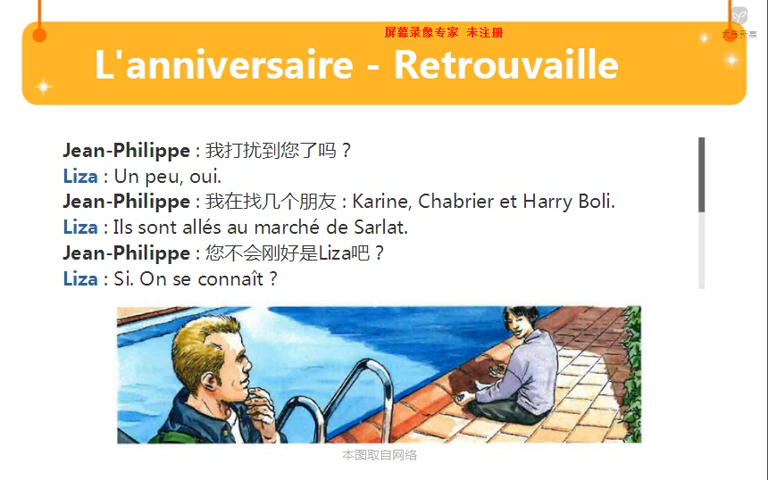 屏幕录像专家 未注册
L'anniversaire - Retrouvaille
Jean-Philippe : 我打扰到您了吗？
Liza : Un peu, oui.
Jean-Philippe : 我在找几个朋友 : Karine, Chabrier et Harry Boli.
Liza : Ils sont allés au marché de Sarlat.
Jean-Philippe : 您不会刚好是Liza吧？
Liza : Si. On se connaît ?
本图取自网络